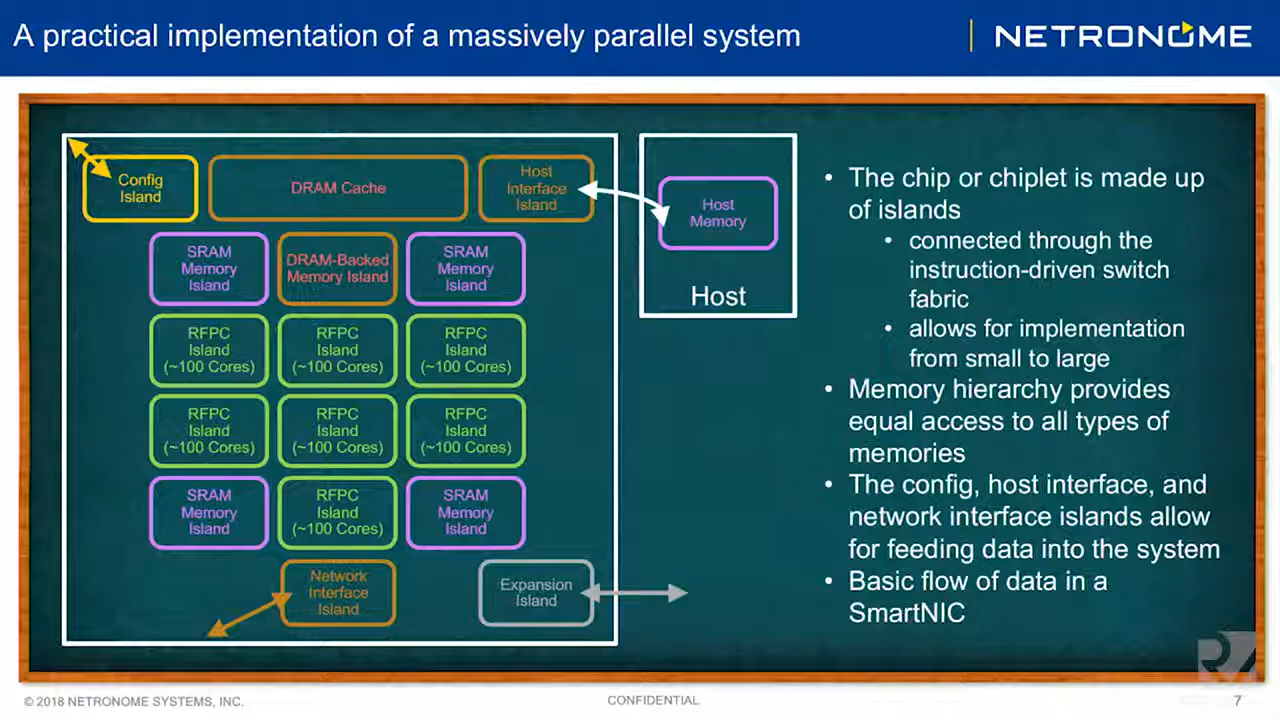 A practical implementation of a massively parallel system
NETRONOME
Config
Island
DRAM Cache
Host
Interface
Island
Host
Memory
Host
SRAM
Memory
Island
DRAM-Backed
Memory Island
SRAM
Memory
Island
RFPC
Island
(~100 Cores)
RFPC
Island
(~100 Cores)
RFPC
Island
(~100 Cores)
RFPC
Island
(~100 Cores)
RFPC
Island
(~100 Cores)
RFPC
Island
(~100 Cores)
SRAM
Memory
Island
RFPC
Island
(~100 Cores)
SRAM
Memory
Island
Network
Interface
Island
Expansion
Island
• The chip or chiplet is made up
of islands
• connected through the
instruction-driven switch
fabric
• allows for implementation
from small to large
• Memory hierarchy provides
equal access to all types of
memories
• The config, host interface, and
network interface islands allow
for feeding data into the system
• Basic flow of data in a
SmartNIC
© 2018 NETRONOME SYSTEMS, INC.
CONFIDENTIAL
7